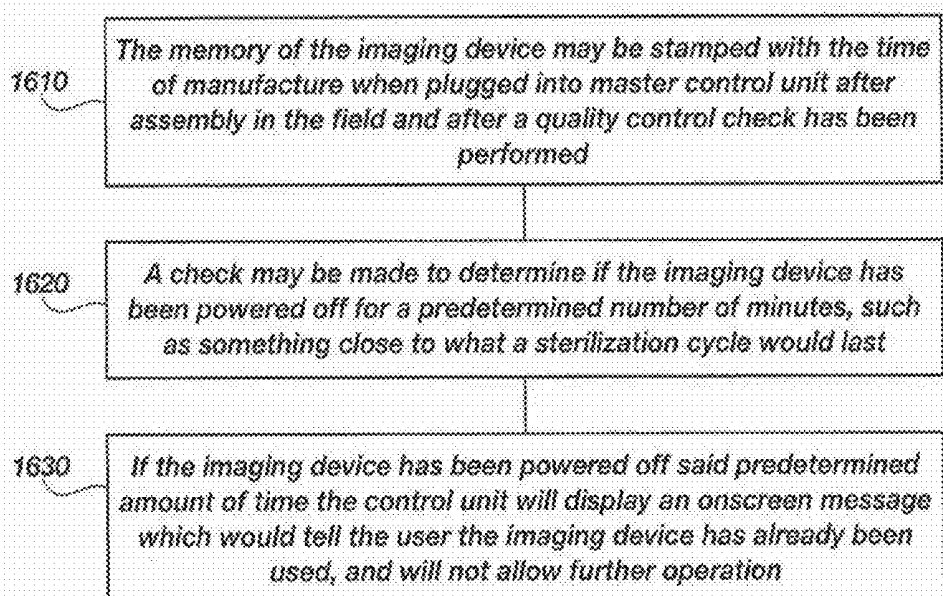 1610
The memory of the imaging device may be stamped with the time
of manufacture when plugged into master control unit after
assembly in the field and after a quality control check has been
performed
1620
A check may be made to determine if the imaging device has
been powered off for a predetermined number of minutes, such
as something close to what a sterilization cycle would last
1630
If the imaging device has been powered off said predetermined
amount of time the control unit will display an onscreen message
which would tell the user the imaging device has already been
used, and will not allow further operation